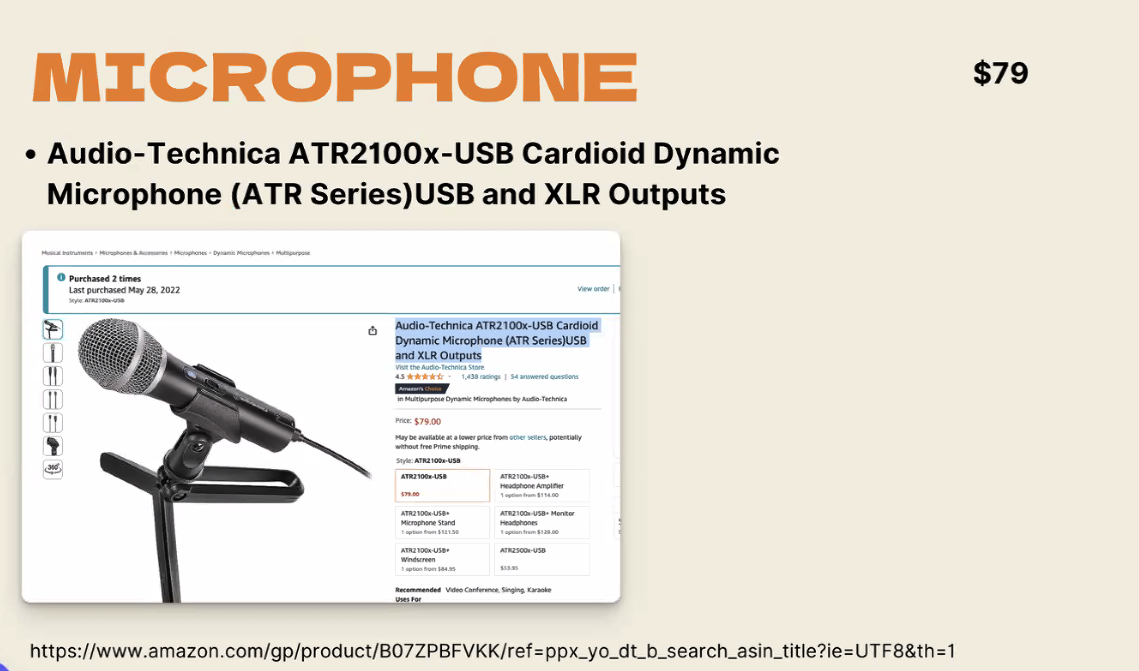 MICROPHONE
$79
• Audio-Technica ATR2100x-USB Cardioid Dynamic
Microphone (ATR Series)USB and XLR Outputs
Musical Instruments › Microphones & Accessories › Microphones › Dynamic Microphones › Multipurpose
Purchased 2 times
Last purchased May 28, 2022
Style: ATR2100x-USB
View order
360°
Audio-Technica ATR2100x-USB Cardioid
Dynamic Microphone (ATR Series)USB
and XLR Outputs
Visit the Audio-Technica Store
4.5 1,438 ratings | 54 answered questions
Amazon's Choice
in Multipurpose Dynamic Microphones by Audio-Technica
Price: $79.00
May be available at a lower price from other sellers, potentially
without free Prime shipping.
Style: ATR2100x-USB
ATR2100x-USB
$79.00
ATR2100x-USB+
Headphone Amplifier
1 option from $114.00
ATR2100x-USB+
Microphone Stand
1 option from $121.50
ATR2100x-USB+ Monitor
Headphones
1 option from $128.00
ATR2100x-USB+
Windscreen
1 option from $84.95
ATR2500x-USB
Recommended Video Conference, Singing, Karaoke
Uses For
https://www.amazon.com/gp/product/B07ZPBFVKK/ref=ppx_yo_dt_b_search_asin_title?ie=UTF8&th=1